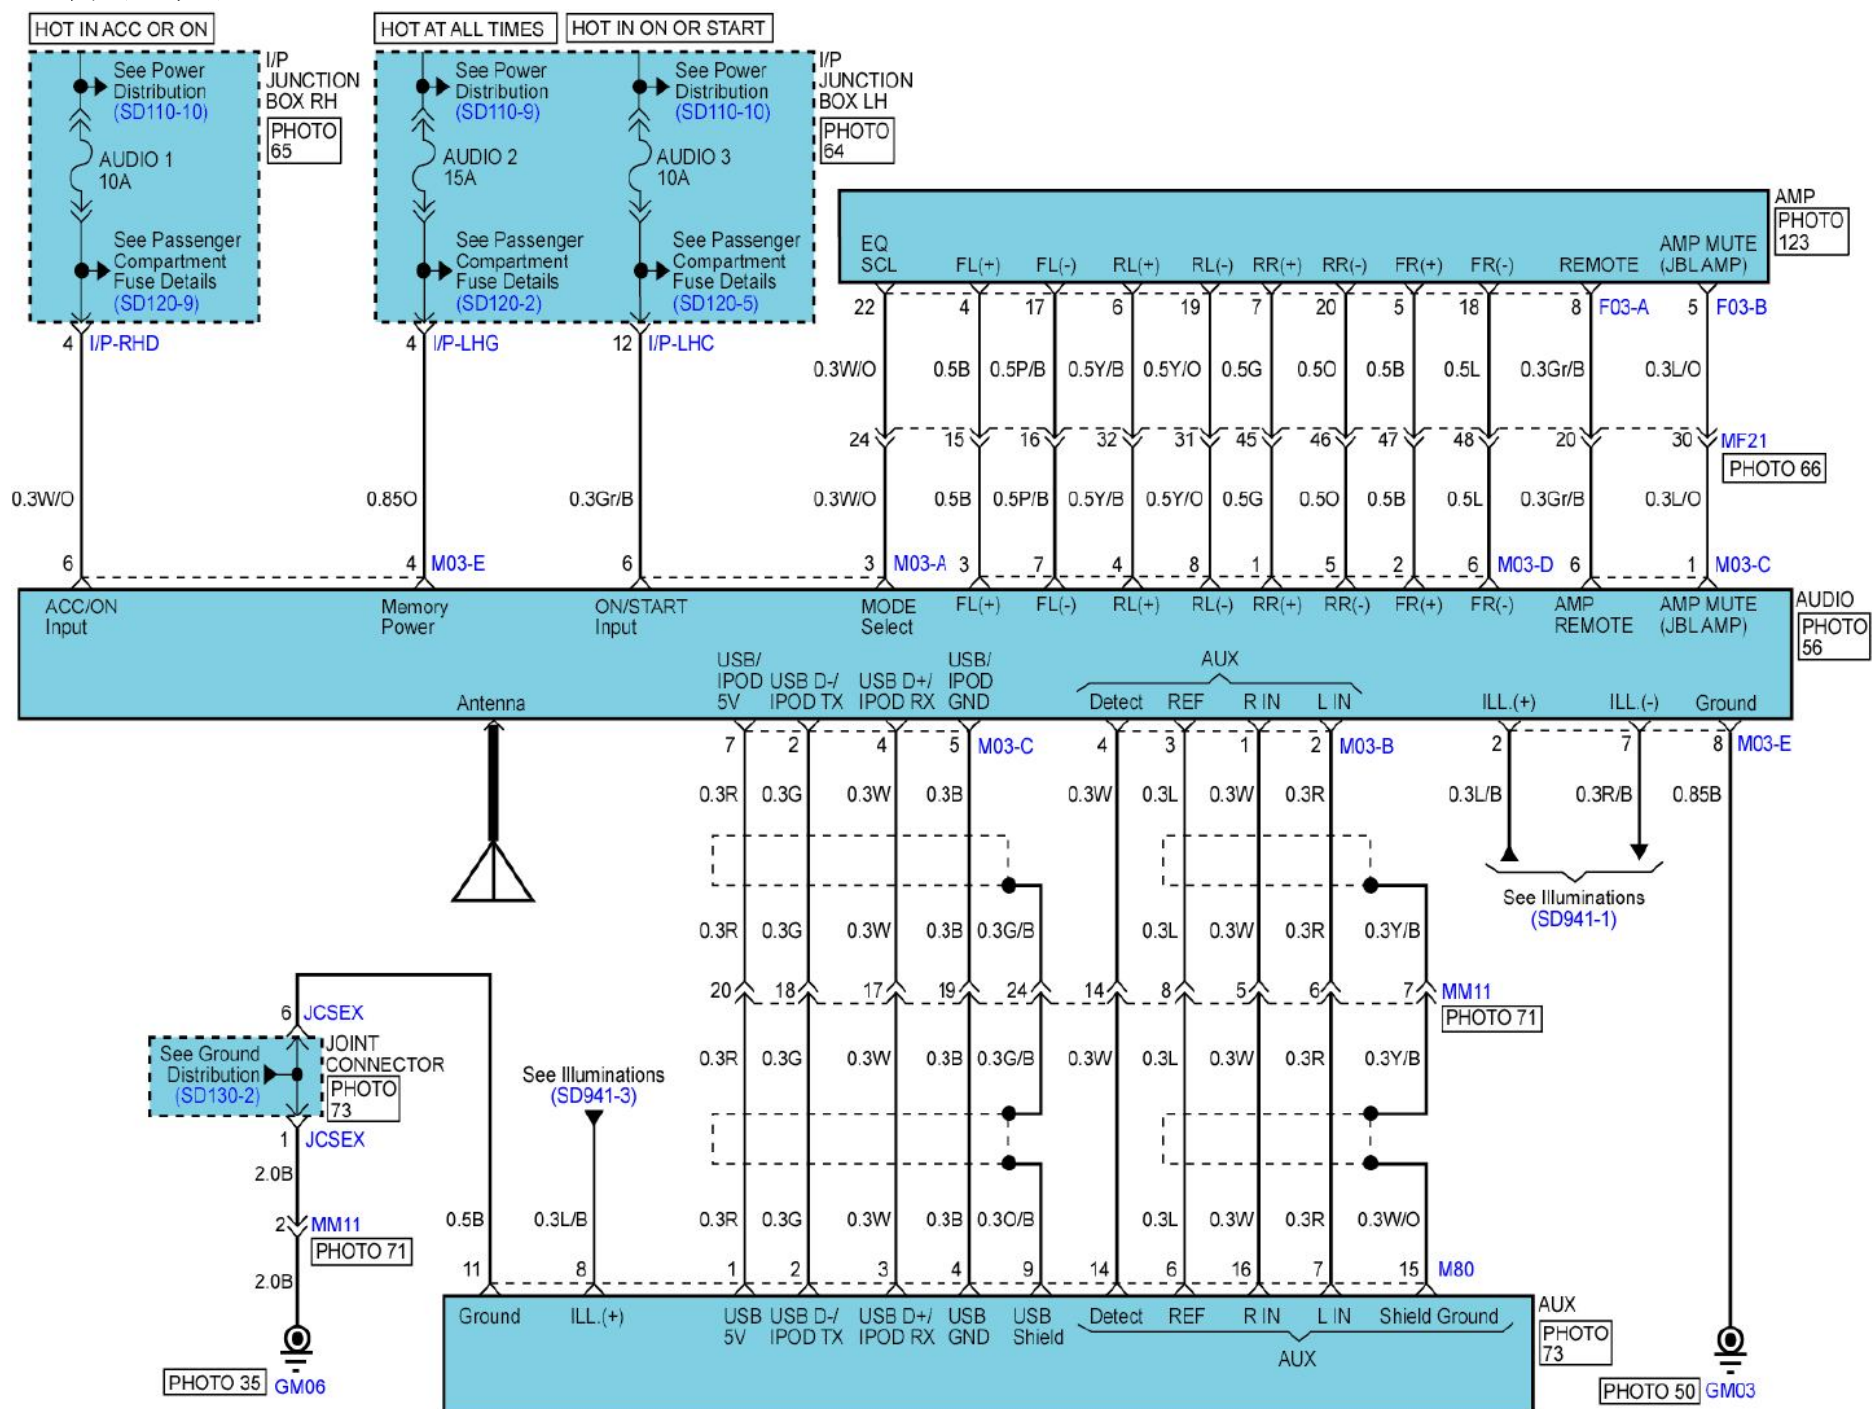 HOT IN ACC OR ON
HOT AT ALL TIMES
HOT IN ON OR START
See Power
Distribution
(SD110-10)
AUDIO 1
10A
See Passenger
Compartment
Fuse Details
(SD120-9)
I/P
JUNCTION
BOX RH
PHOTO
65
See Power
Distribution
(SD110-9)
AUDIO 2
15A
See Passenger
Compartment
Fuse Details
(SD120-2)
See Power
Distribution
(SD110-10)
AUDIO 3
10A
See Passenger
Compartment
Fuse Details
(SD120-5)
I/P
JUNCTION
BOX LH
PHOTO
64
4 I/P-RHD
4 I/P-LHG
12 I/P-LHC
AMP
PHOTO
123
EQ
SCL
FL(+) FL(-) RL(+) RL(-) RR(+) RR(-) FR(+) FR(-) REMOTE
AMP MUTE
(JBL AMP)
22 4 17 6 19 7 20 5 18 8 F03-A 5 F03-B
0.3W/O 0.5B 0.5P/B 0.5Y/B 0.5Y/O 0.5G 0.5O 0.5B 0.5L 0.3Gr/B 0.3L/O
24 15 16 32 31 45 46 47 48 20 30 MF21
PHOTO 66
0.3W/O 0.85O 0.3Gr/B 0.3W/O 0.5B 0.5P/B 0.5Y/B 0.5Y/O 0.5G 0.5O 0.5B 0.5L 0.3Gr/B 0.3L/O
6 4 M03-E 6 3 M03-A 3 7 4 8 1 5 2 6 M03-D 6 1 M03-C
ACC/ON
Input
Memory
Power
ON/START
Input
MODE
Select
FL(+) FL(-) RL(+) RL(-) RR(+) RR(-) FR(+) FR(-)
AMP
REMOTE
AMP MUTE
(JBL AMP)
AUDIO
PHOTO
56
Antenna
USB/
IPOD
5V
USB D-/
IPOD TX
USB D+/
IPOD RX
USB/
IPOD
GND
AUX
Detect REF R IN L IN
ILL.(+) ILL.(-) Ground
7 2 4 5 M03-C 4 3 1 2 M03-B 2 7 8 M03-E
0.3R 0.3G 0.3W 0.3B 0.3W 0.3L 0.3W 0.3R 0.3L/B 0.3R/B 0.85B
See Illuminations
(SD941-1)
0.3R 0.3G 0.3W 0.3B 0.3G/B 0.3L 0.3W 0.3R 0.3Y/B
20 18 17 19 24 14 8 5 6 7 MM11
PHOTO 71
6 JCSEX
See Ground
Distribution
(SD130-2)
JOINT
CONNECTOR
PHOTO
73
1 JCSEX
2.0B
2 MM11
PHOTO 71
2.0B
PHOTO 35 GM06
See Illuminations
(SD941-3)
0.3R 0.3G 0.3W 0.3B 0.3G/B 0.3W 0.3L 0.3W 0.3R 0.3Y/B
0.5B 0.3L/B 0.3R 0.3G 0.3W 0.3B 0.3O/B 0.3L 0.3W 0.3R 0.3W/O
11 8 1 2 3 4 9 14 6 16 7 15 M80
Ground ILL.(+)
USB
5V
USB D-/
IPOD TX
USB D+/
IPOD RX
USB
GND
USB
Shield
Detect REF R IN L IN Shield Ground
AUX
AUX
PHOTO
73
PHOTO 50 GM03